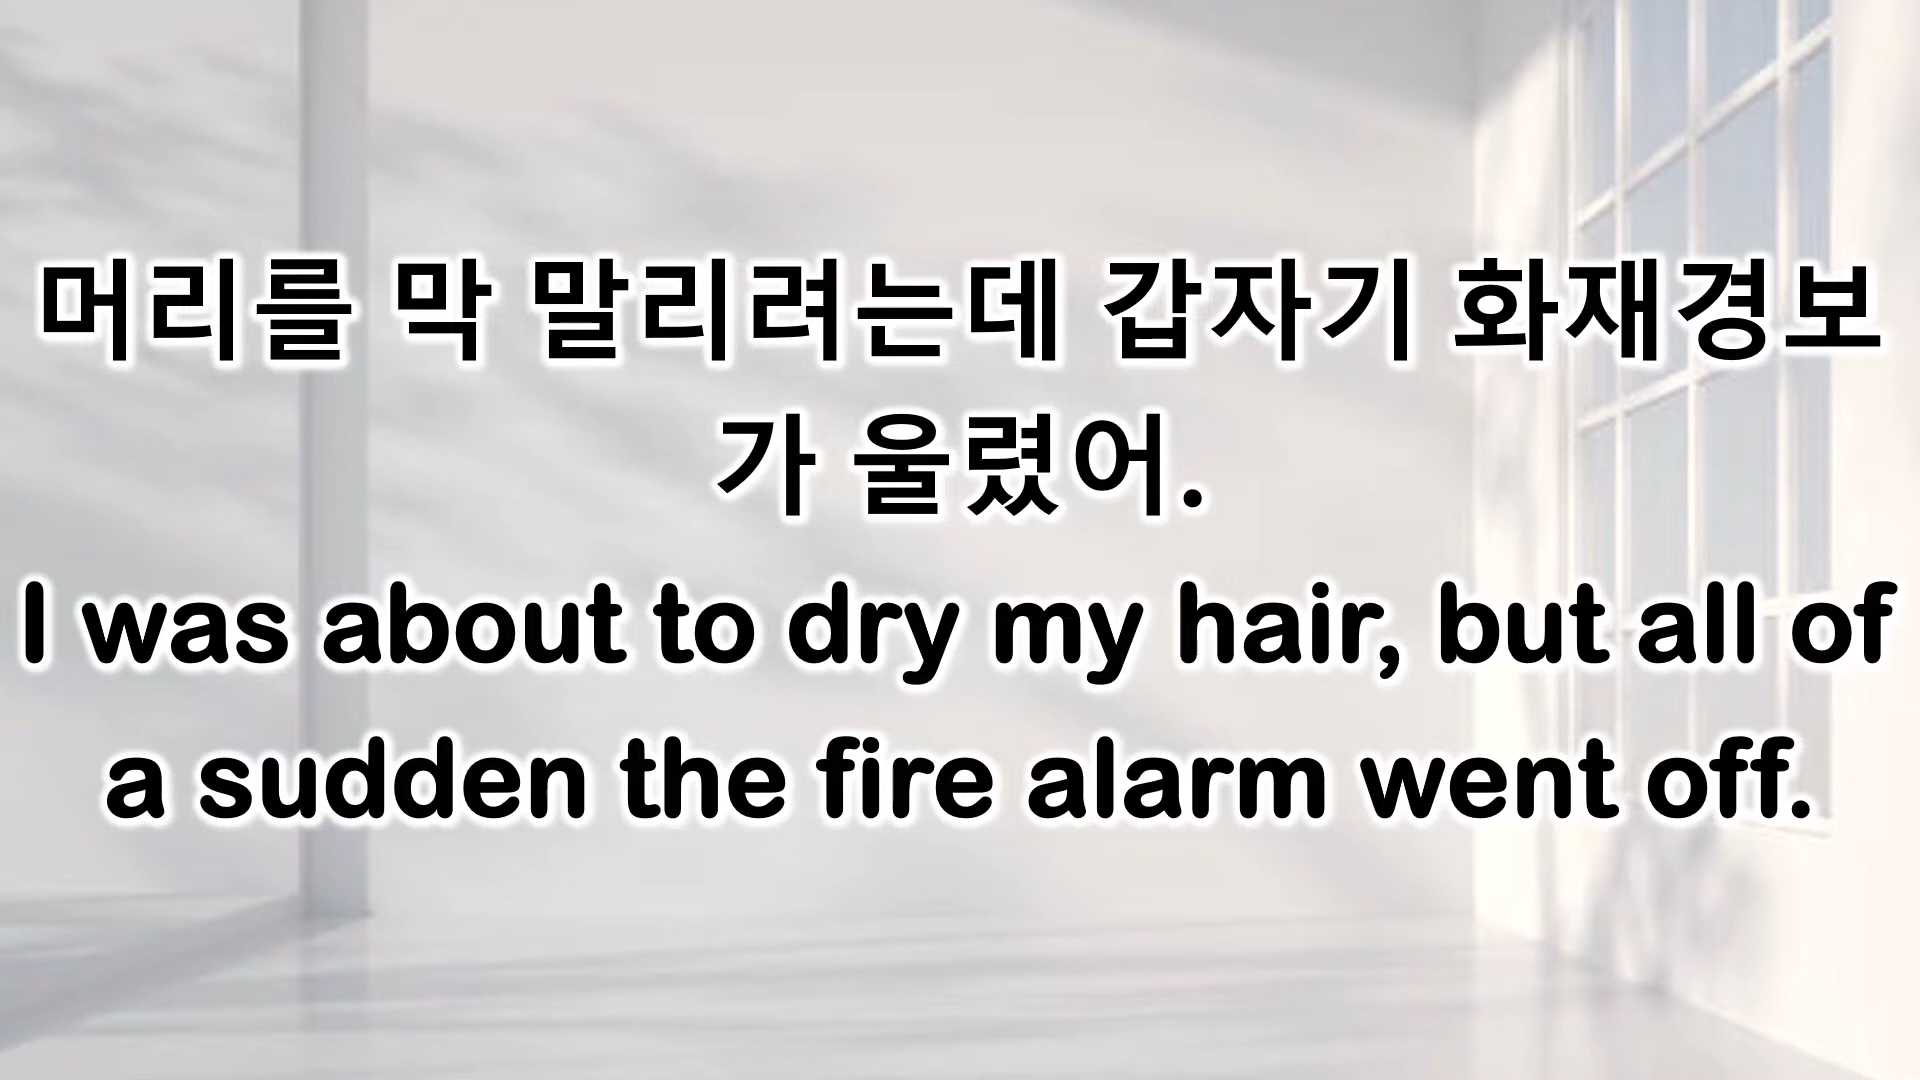 머리를 막 말리려는데 갑자기 화재경보
가 울렸어.
I was about to dry my hair, but all of
a sudden the fire alarm went off.